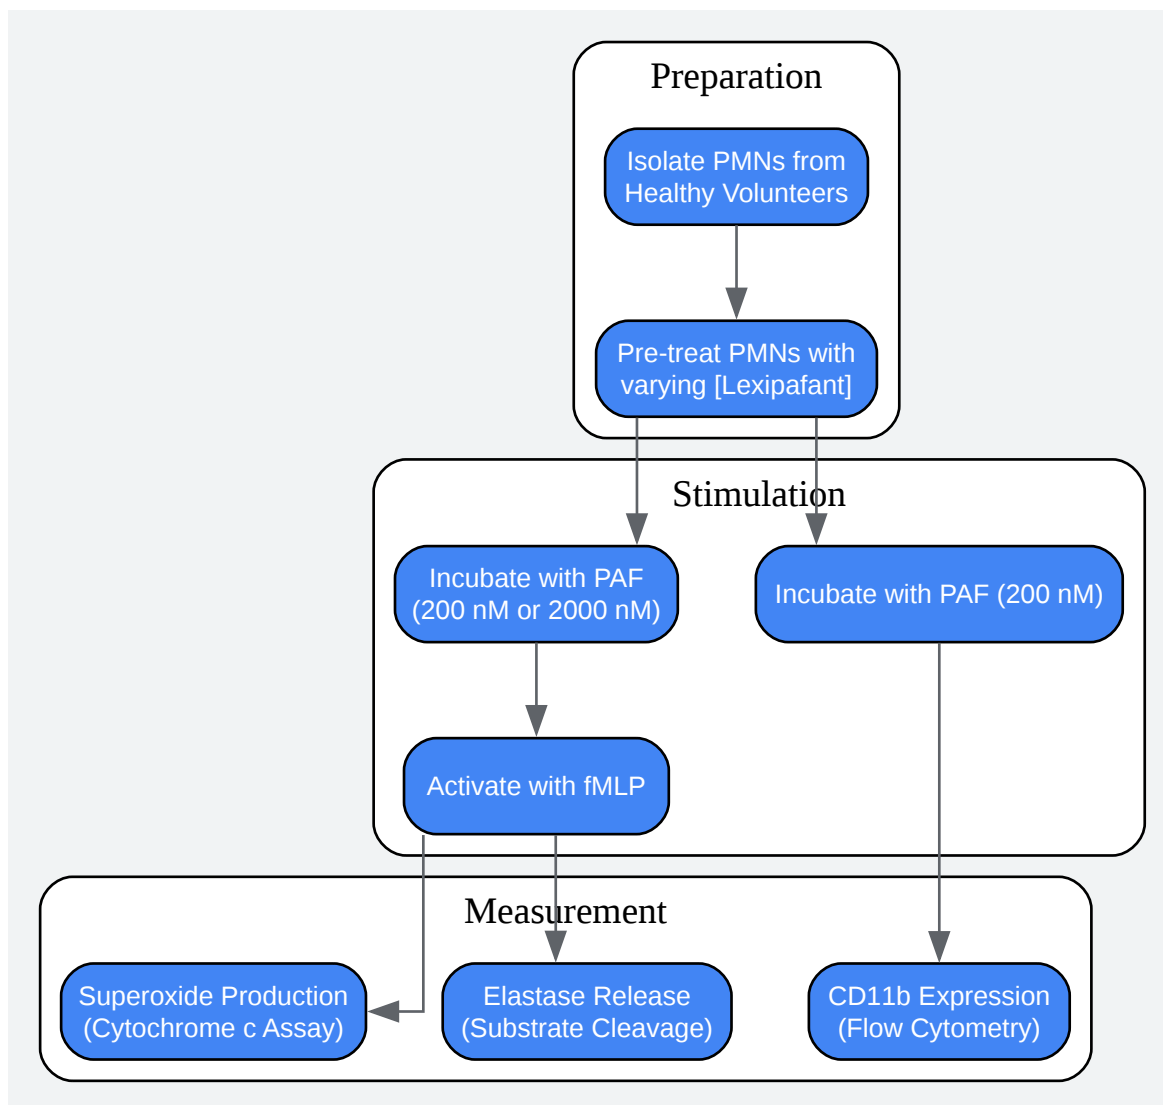 Preparation
Isolate PMNs from
Healthy Volunteers
Pre-treat PMNs with
varying [Lexipafant]
Stimulation
Incubate with PAF
(200 nM or 2000 nM)
Incubate with PAF (200 nM)
Activate with fMLP
Measurement
Superoxide Production
(Cytochrome c Assay)
Elastase Release
(Substrate Cleavage)
CD11b Expression
(Flow Cytometry)